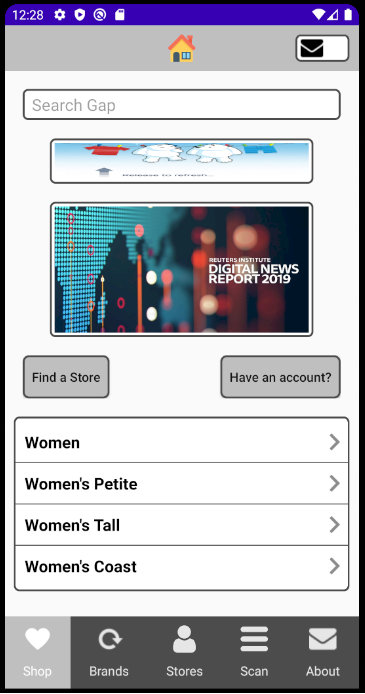 12:28
Search Gap
Release to refresh...
REUTERS INSTITUTE
DIGITAL NEWS
REPORT 2019
Find a Store
Have an account?
Women
Women's Petite
Women's Tall
Women's Coast
Shop
Brands
Stores
Scan
About